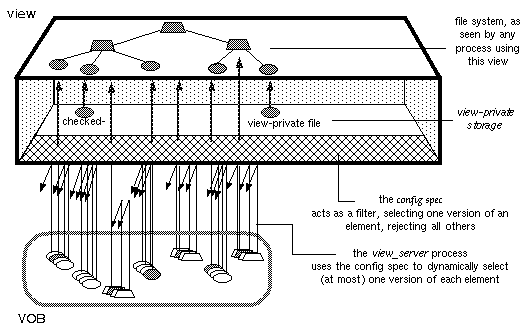 view
file system, as
seen by any
process using
this view
checked-
view-private file
view-private
storage
the config spec
acts as a filter, selecting one version of an
element, rejecting all others
the view_server process
uses the config spec to dynamically select
(at most) one version of each element
VOB